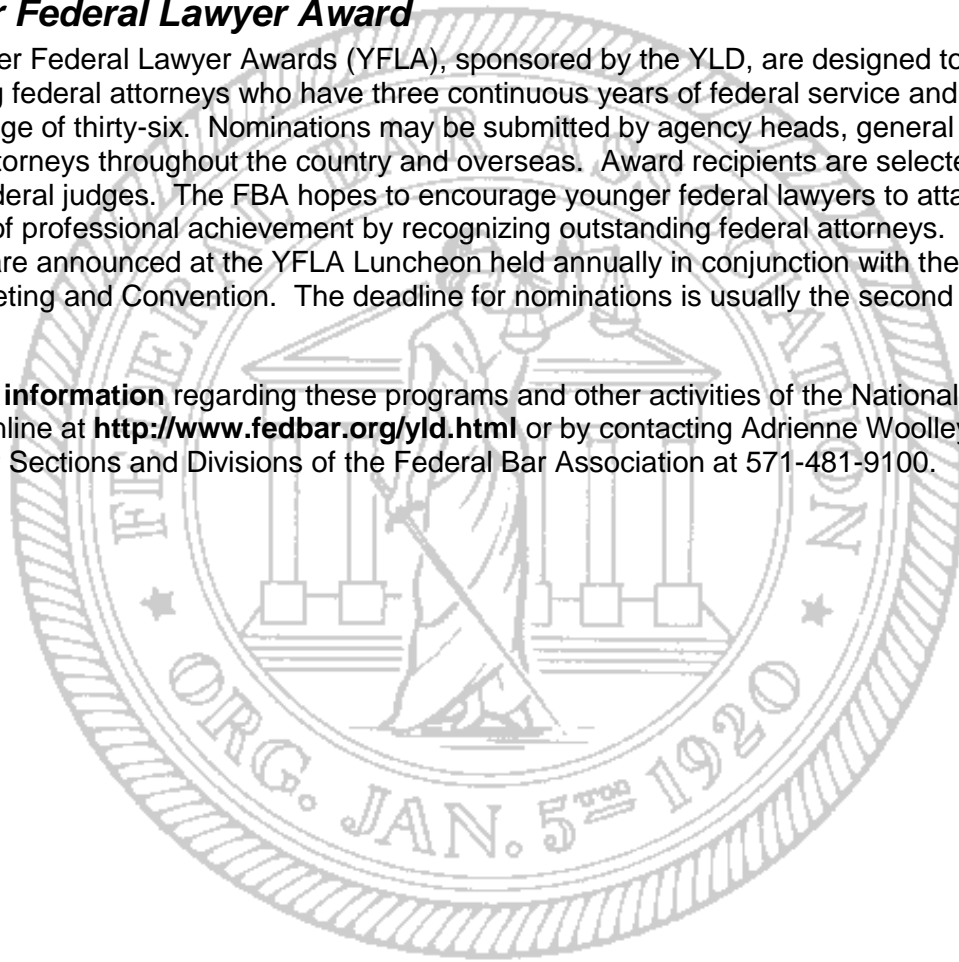 r Federal Lawyer Award
er Federal Lawyer Awards (YFLA), sponsored by the YLD, are designed to
g federal attorneys who have three continuous years of federal service and
ge of thirty-six. Nominations may be submitted by agency heads, general
ttorneys throughout the country and overseas. Award recipients are selecte
deral judges. The FBA hopes to encourage younger federal lawyers to atta
of professional achievement by recognizing outstanding federal attorneys.
are announced at the YFLA Luncheon held annually in conjunction with the
eting and Convention. The deadline for nominations is usually the second
information regarding these programs and other activities of the National
nline at http://www.fedbar.org/yld.html or by contacting Adrienne Woolley
Sections and Divisions of the Federal Bar Association at 571-481-9100.
FEDERAL BAR ASSOCIATION
ORG. JAN. 5TH 1920